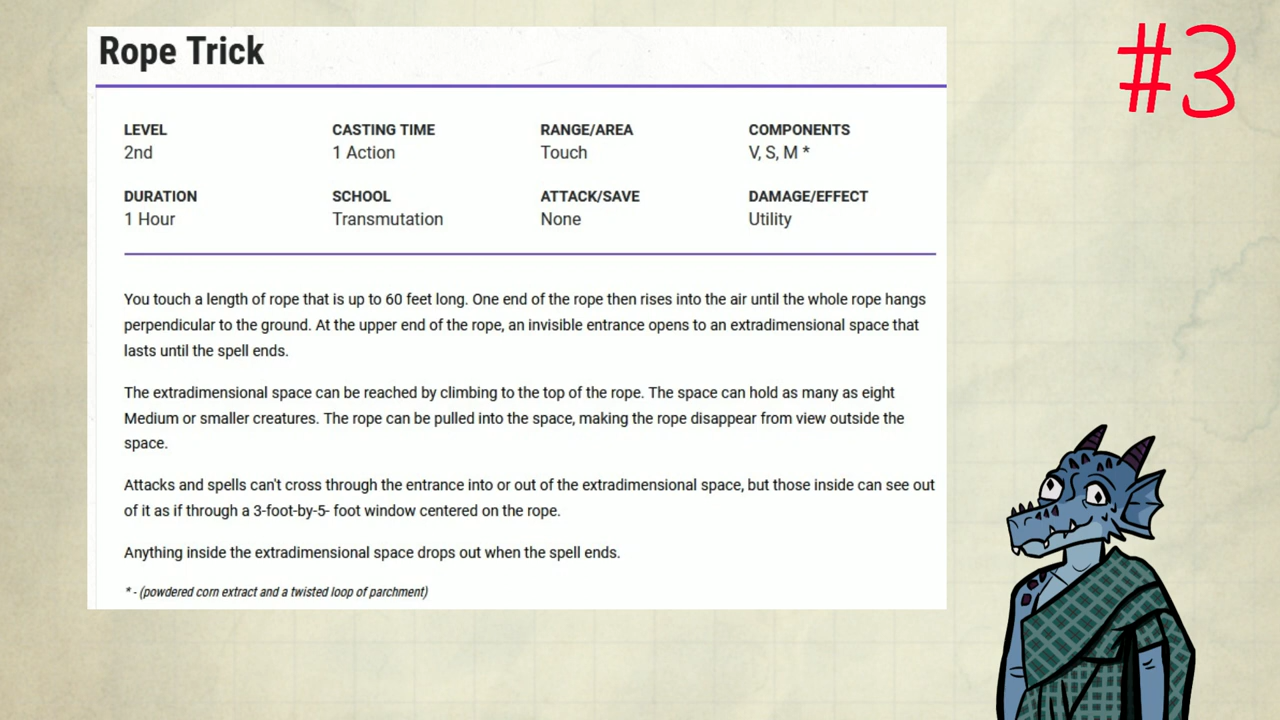 Rope Trick
#3
LEVEL CASTING TIME RANGE/AREA COMPONENTS
2nd 1 Action Touch V, S, M *
DURATION SCHOOL ATTACK/SAVE DAMAGE/EFFECT
1 Hour Transmutation None Utility
You touch a length of rope that is up to 60 feet long. One end of the rope then rises into the air until the whole rope hangs
perpendicular to the ground. At the upper end of the rope, an invisible entrance opens to an extradimensional space that
lasts until the spell ends.
The extradimensional space can be reached by climbing to the top of the rope. The space can hold as many as eight
Medium or smaller creatures. The rope can be pulled into the space, making the rope disappear from view outside the
space.
Attacks and spells can't cross through the entrance into or out of the extradimensional space, but those inside can see out
of it as if through a 3-foot-by-5- foot window centered on the rope.
Anything inside the extradimensional space drops out when the spell ends.
* - (powdered corn extract and a twisted loop of parchment)